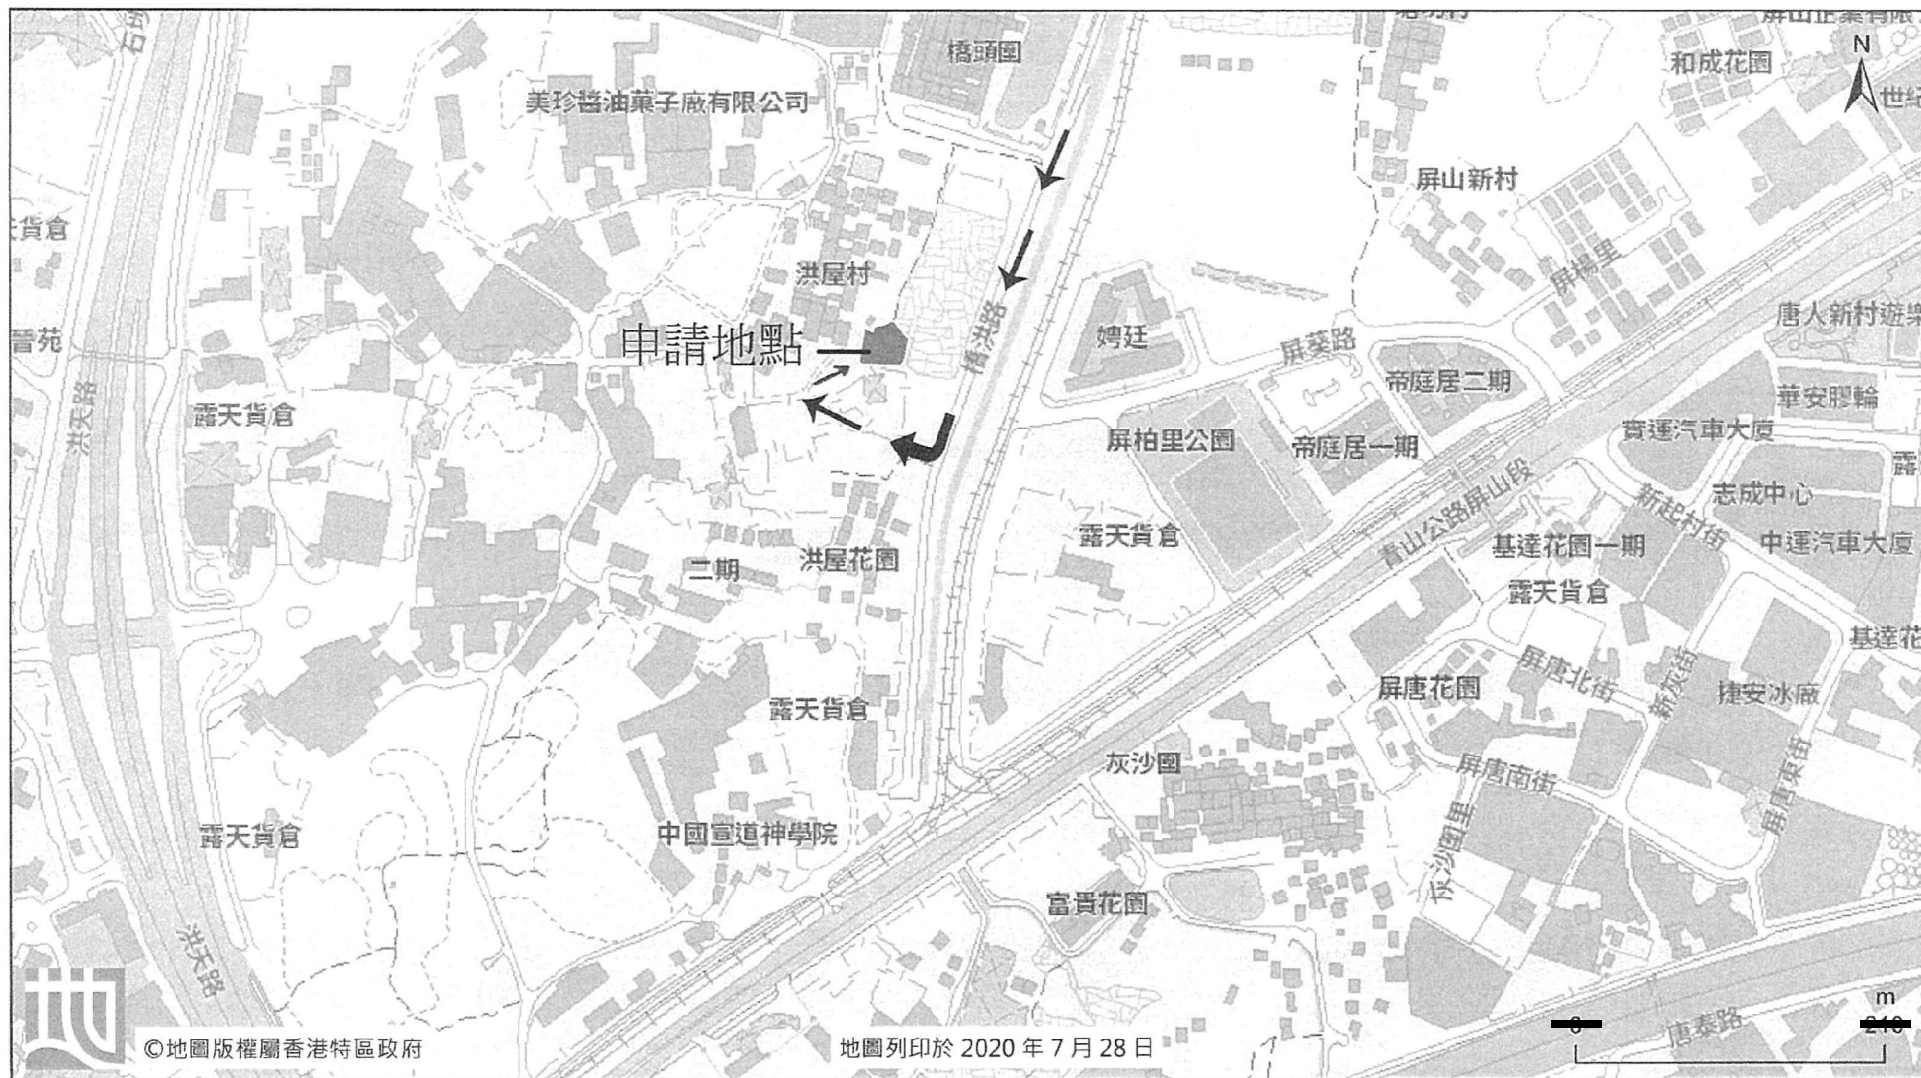 橋頭圍
和成花園
N
美珍醬油菓子廠有限公司
屏山新村
洪屋村
屏楊里
唐人新村遊樂
申請地點
橋洪路
娉廷
屏葵路
帝庭居二期
華安膠輪
洪天路
露天貨倉
屏柏里公園
帝庭居一期
寶運汽車大廈
志成中心
青山公路屏山段
新起村街
中運汽車大廈
露天貨倉
基達花園一期
二期
洪屋花園
露天貨倉
基達花
屏唐北街
屏唐花園
新灰街
捷安冰廠
露天貨倉
灰沙圍
屏唐南街
屏唐東街
露天貨倉
中國宣道神學院
灰沙圍里
富貴花園
洪天路
地
m
唐泰路
©地圖版權屬香港特區政府
地圖列印於 2020 年 7 月 28 日